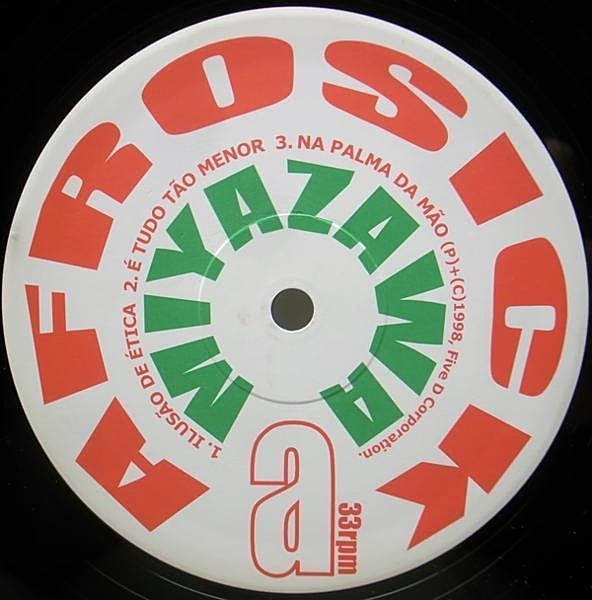 AFROSICK
MIYAZAWA
1. ILUSÃO DE ÉTICA 2. É TUDO TÃO MENOR 3. NA PALMA DA MÃO (P)+(C)1998, Five D Corporation.
a
33rpm